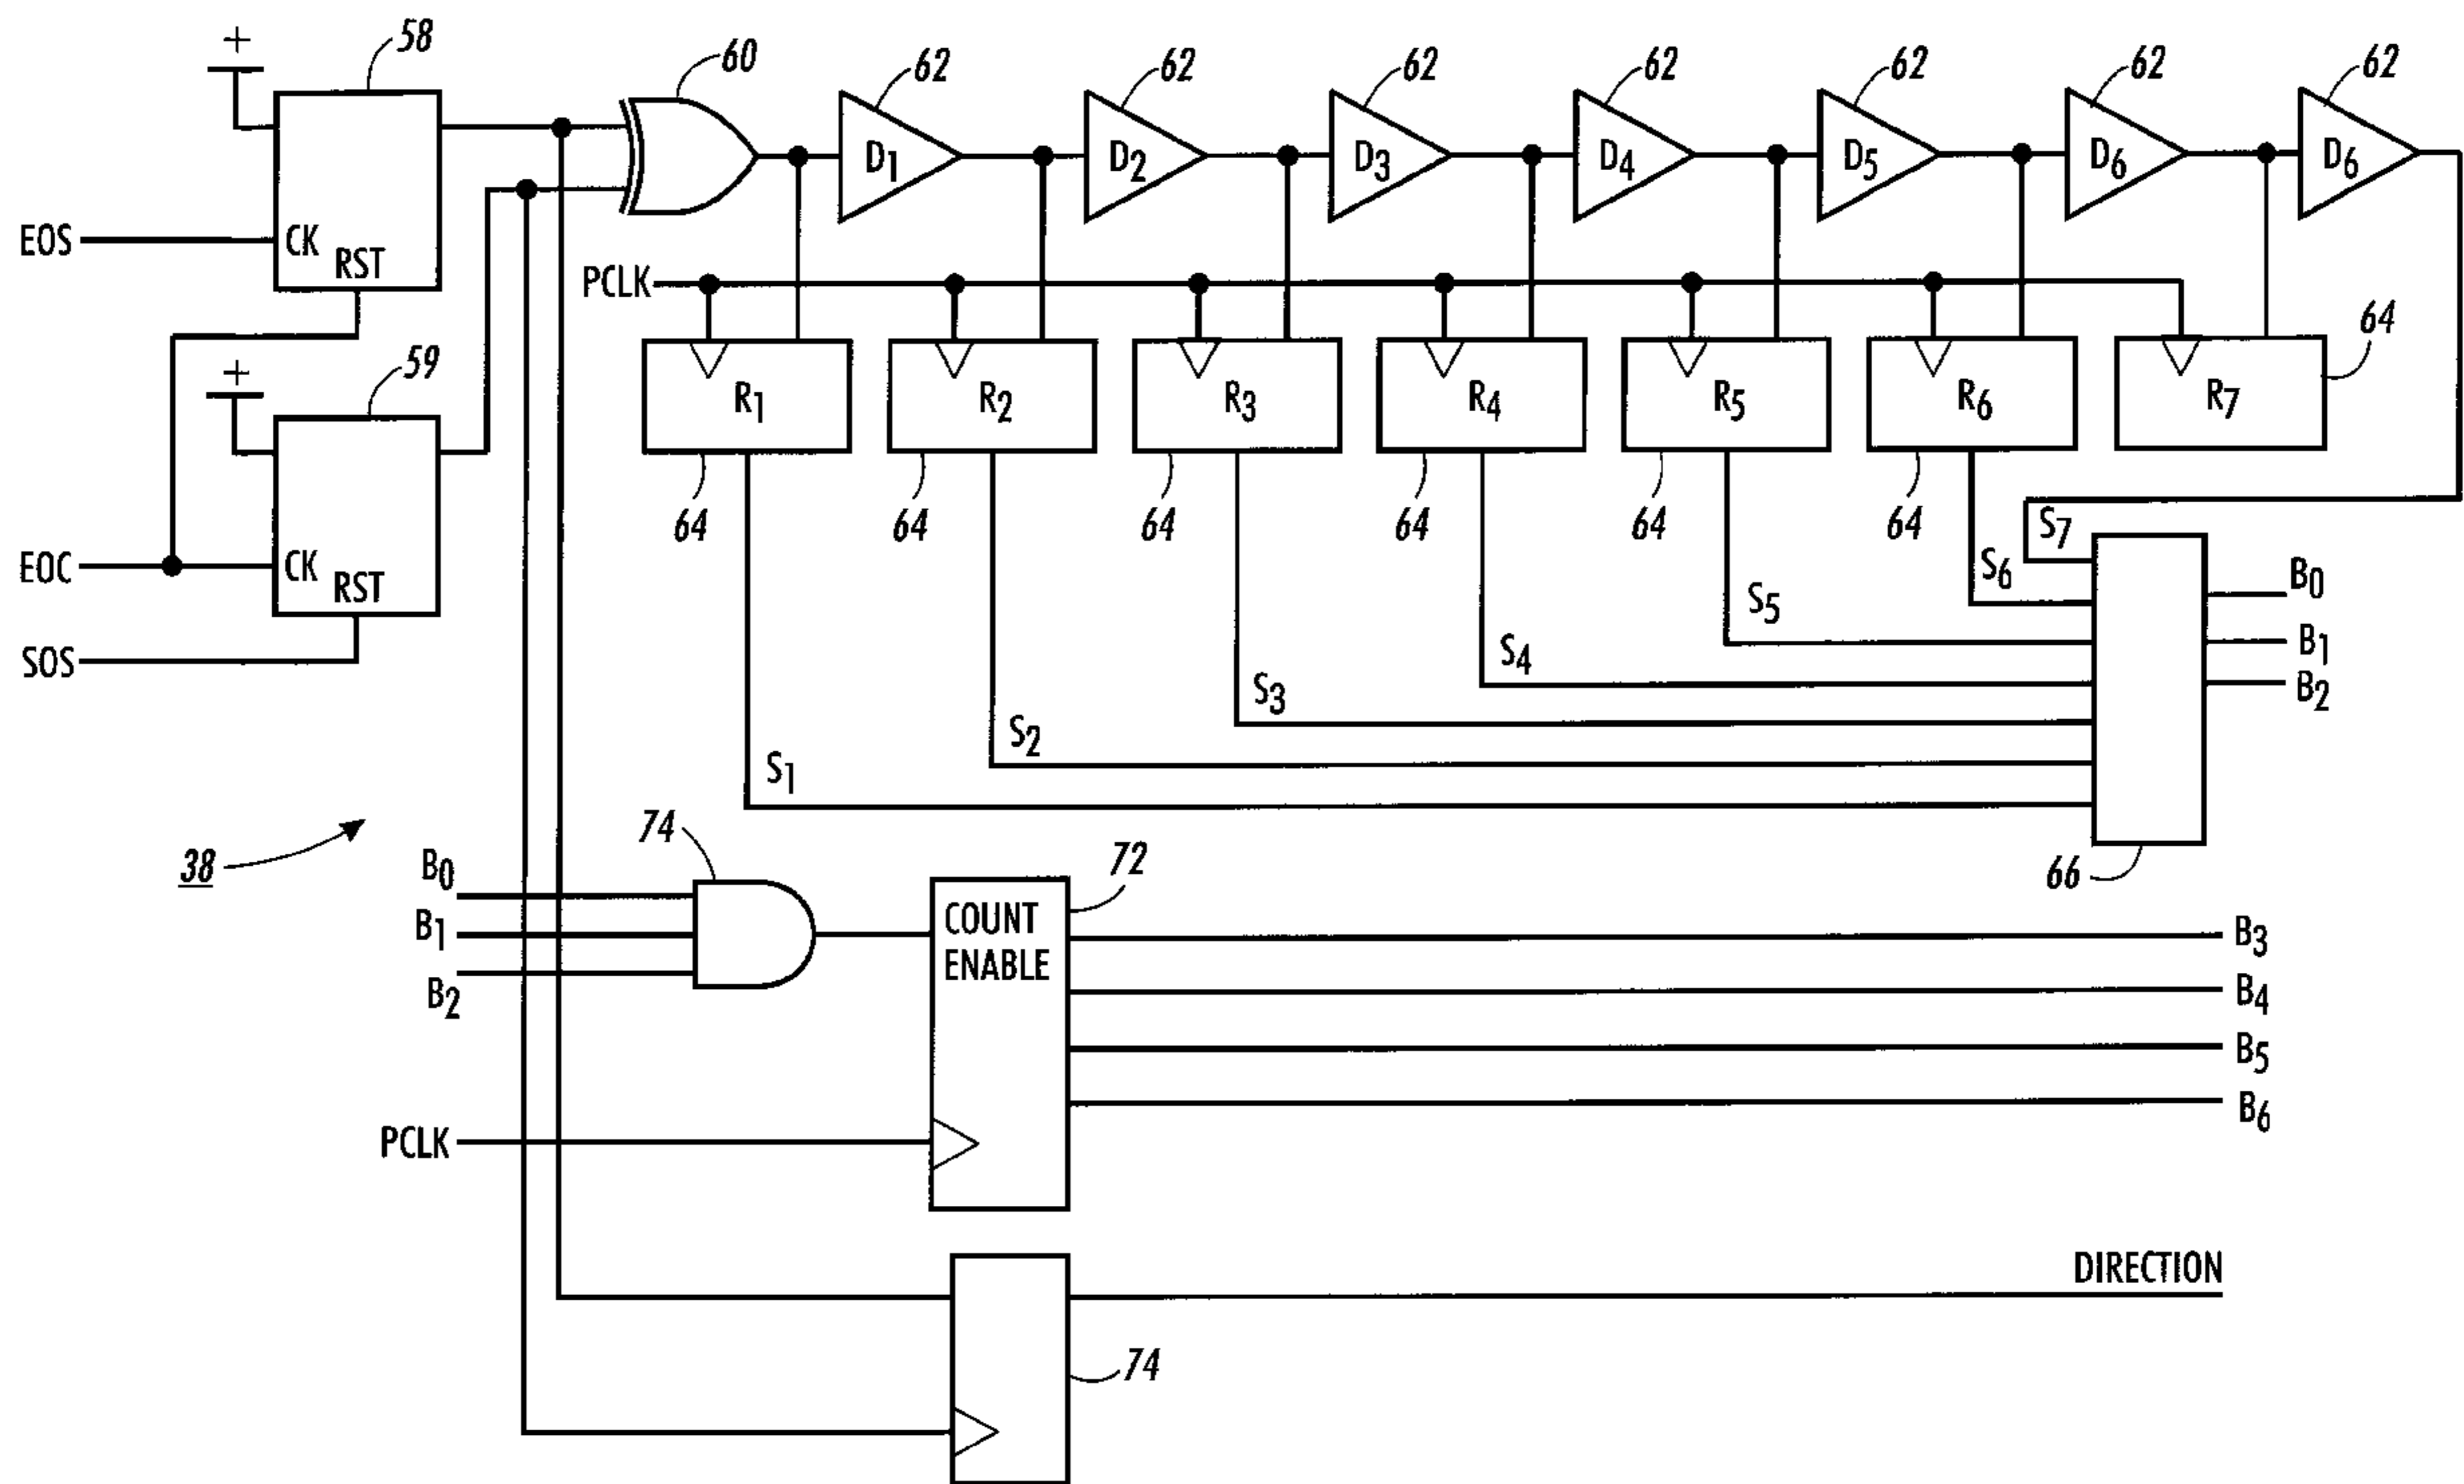 + 58 60 62 62 62 62 62 62 62
D1 D2 D3 D4 D5 D6 D6
EOS CK RST
PCLK
+ 59
64
R1 R2 R3 R4 R5 R6 R7
64 64 64 64 64 64
EOC CK RST
S7
S6
B0
S5
B1
SOS
S4
B2
S3
S2
S1
38
74 72
66
B0
B1
B2
COUNT
ENABLE
B3
B4
B5
B6
PCLK
DIRECTION
74